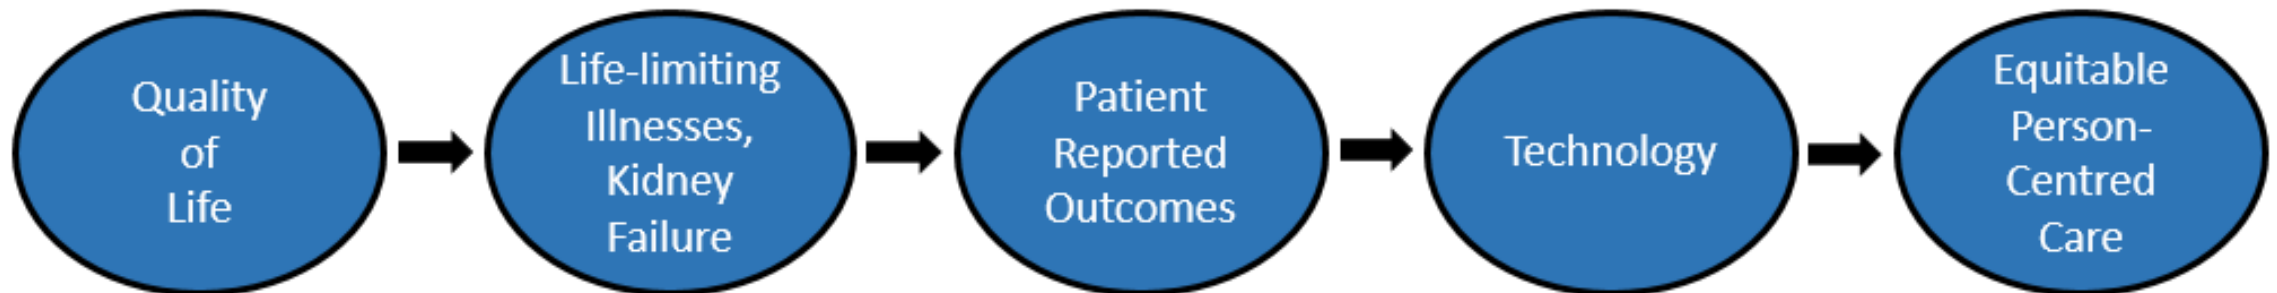 Quality
of
Life
Life-limiting
Illnesses,
Kidney
Failure
Patient
Reported
Outcomes
Technology
Equitable
Person-
Centred
Care